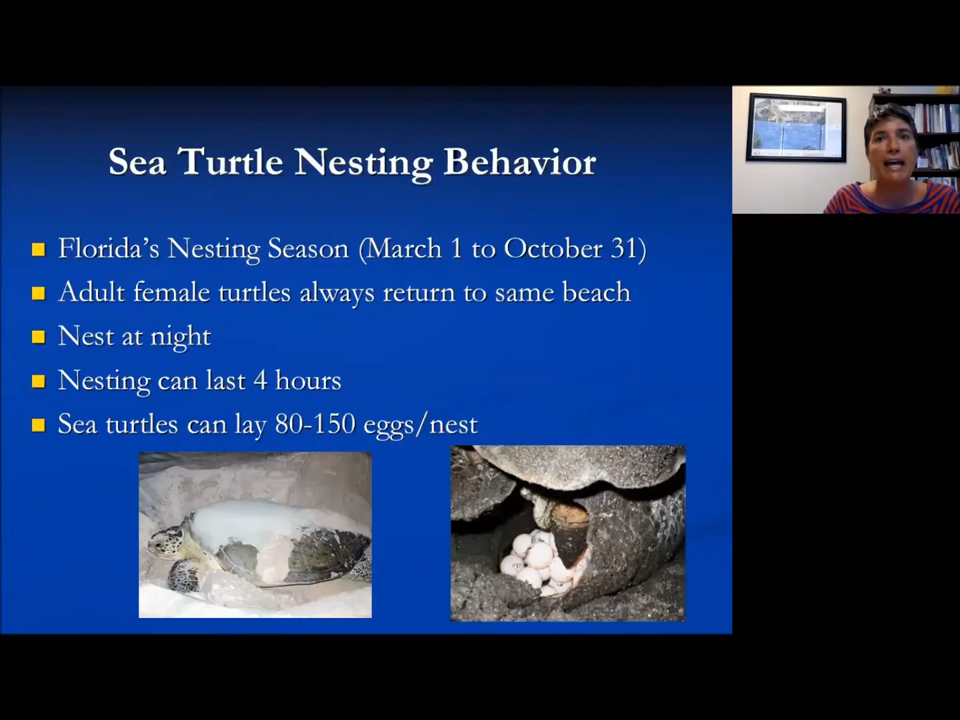 Sea Turtle Nesting Behavior
Florida's Nesting Season (March 1 to October 31)
Adult female turtles always return to same beach
Nest at night
Nesting can last 4 hours
Sea turtles can lay 80-150 eggs/nest